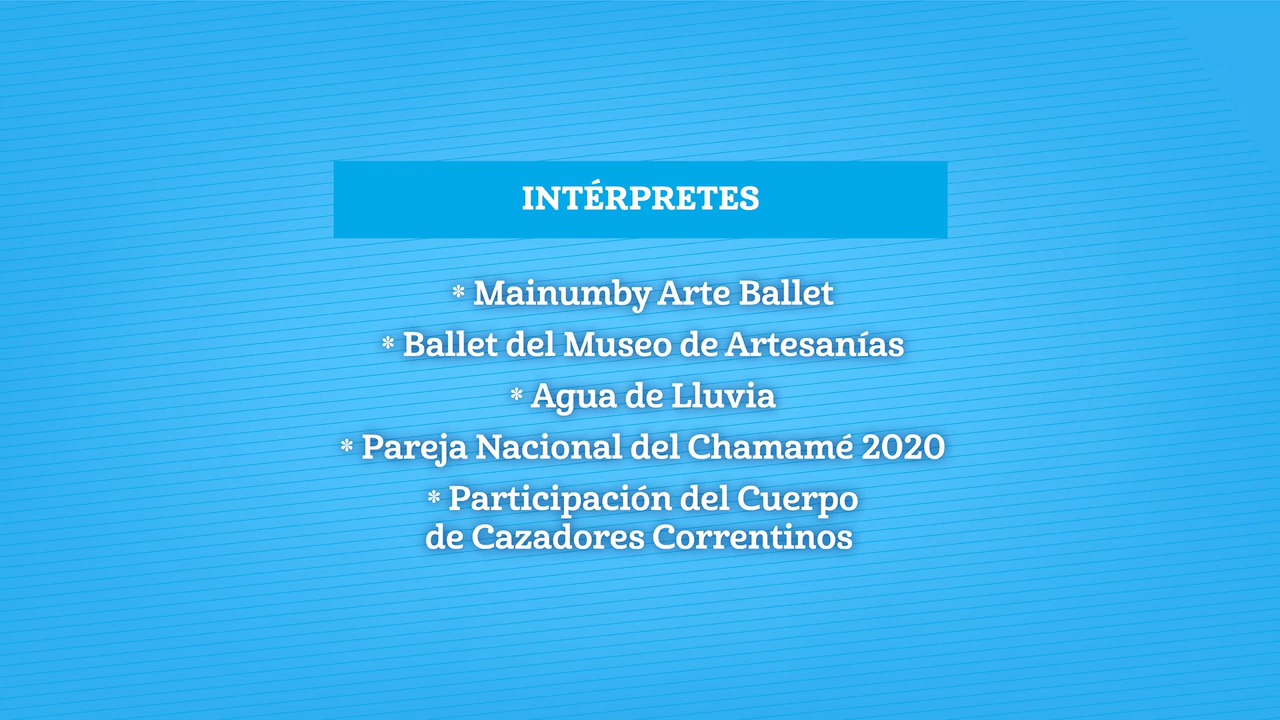 INTÉRPRETES
* Mainumby Arte Ballet
* Ballet del Museo de Artesanías
* Agua de Lluvia
* Pareja Nacional del Chamamé 2020
* Participación del Cuerpo
de Cazadores Correntinos